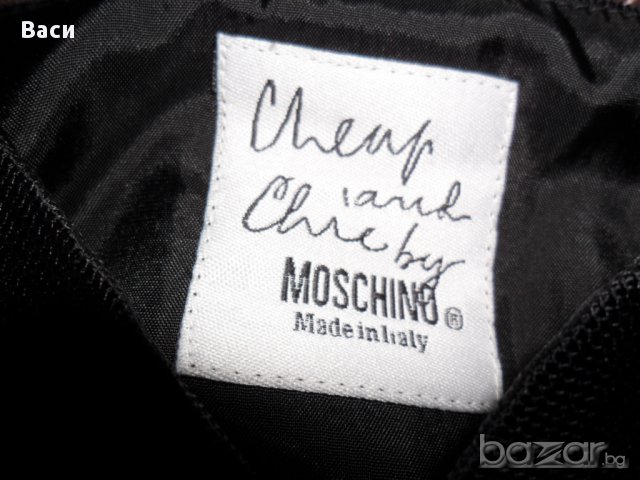 Васи
Cheap
and
Chic by
MOSCHINO®
Made in Italy
bazar.bg